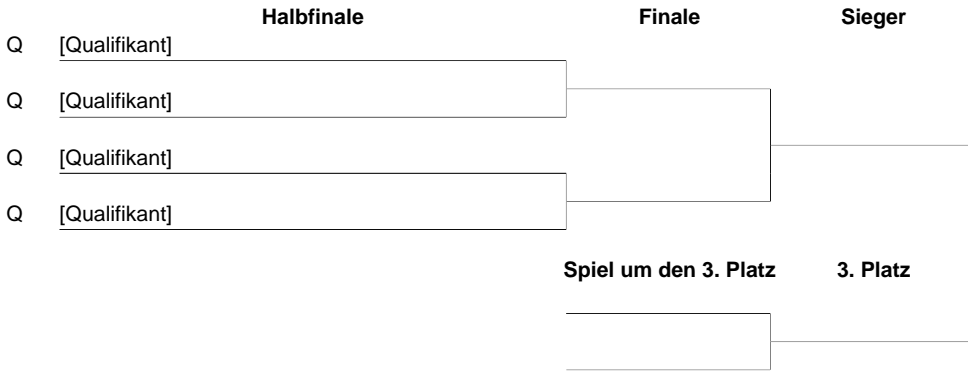 Halbfinale Finale Sieger
Q [Qualifikant]
Q [Qualifikant]
Q [Qualifikant]
Q [Qualifikant]
Spiel um den 3. Platz 3. Platz